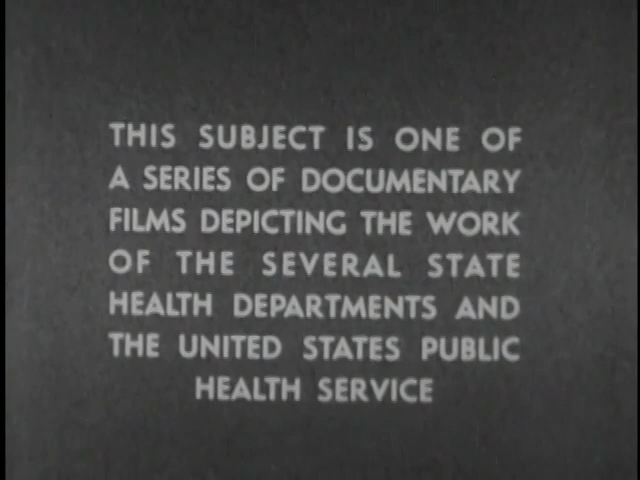 THIS SUBJECT IS ONE OF
A SERIES OF DOCUMENTARY
FILMS DEPICTING THE WORK
OF THE SEVERAL STATE
HEALTH DEPARTMENTS AND
THE UNITED STATES PUBLIC
HEALTH SERVICE